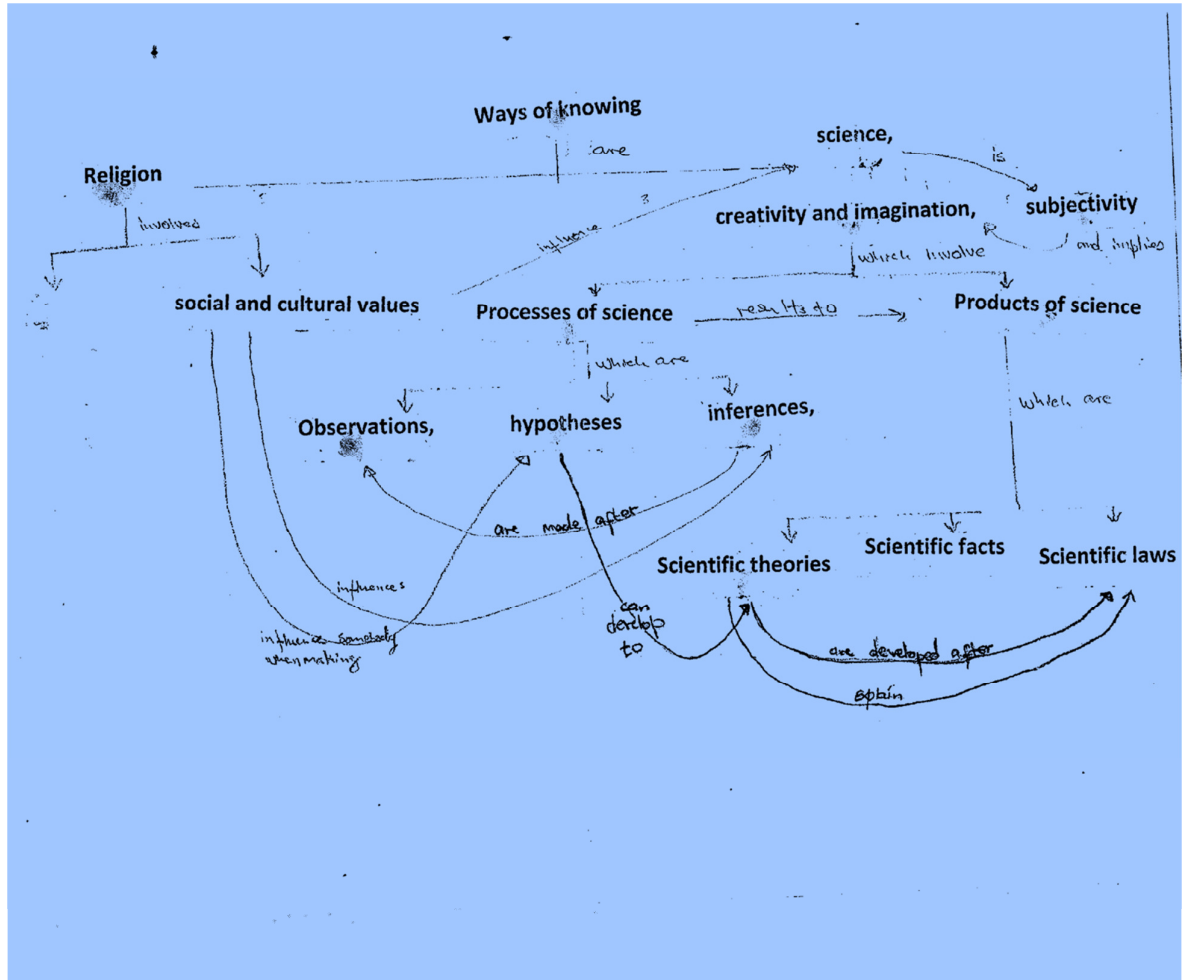 Ways of knowing
are
science,
is
Religion
involved
influence
creativity and imagination,
subjectivity
and implies
which involve
social and cultural values
Processes of science
results to
Products of science
which are
which are
Observations,
hypotheses
inferences,
are made after
Scientific theories
Scientific facts
Scientific laws
influences
influences somebody
when making
can
develop
to
are developed after